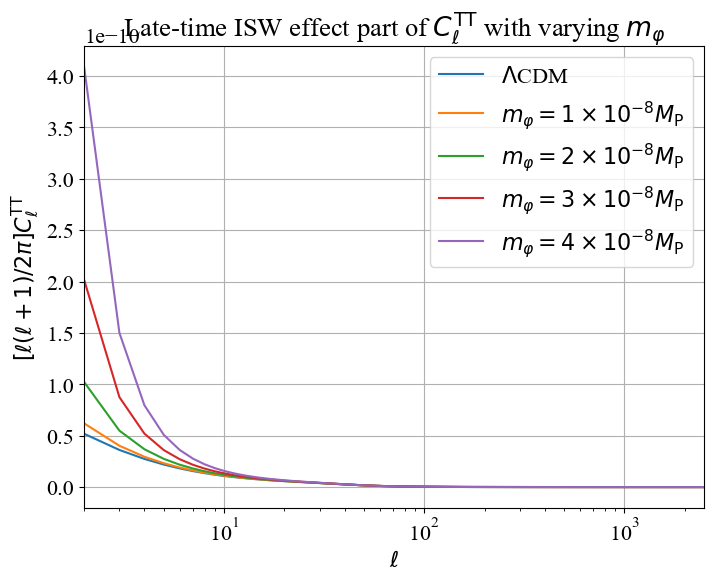 Late-time ISW effect part of $C_\ell^{\mathrm{TT}}$ with varying $m_\varphi$
1e−10
4.0
3.5
3.0
2.5
2.0
1.5
1.0
0.5
0.0
$[\ell(\ell+1)/2\pi]C_\ell^{\mathrm{TT}}$
ΛCDM
$m_\varphi = 1 \times 10^{-8} M_{\mathrm{P}}$
$m_\varphi = 2 \times 10^{-8} M_{\mathrm{P}}$
$m_\varphi = 3 \times 10^{-8} M_{\mathrm{P}}$
$m_\varphi = 4 \times 10^{-8} M_{\mathrm{P}}$
$10^1$ $10^2$ $10^3$
$\ell$